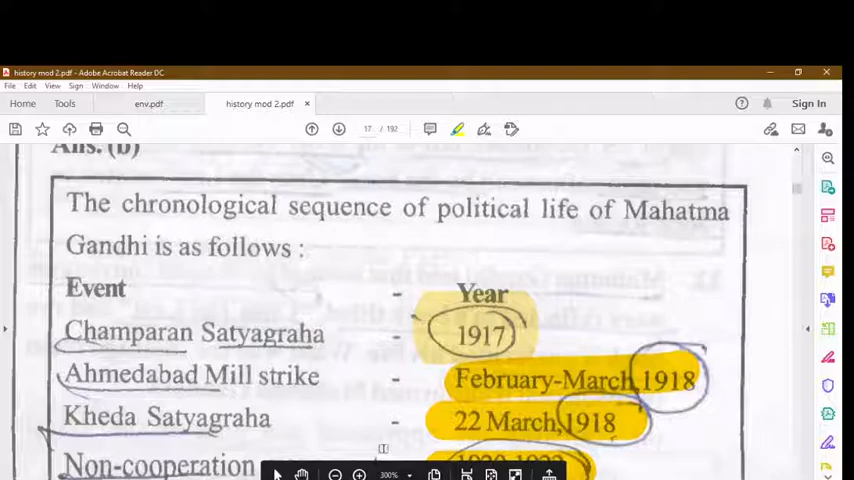 history mod 2.pdf - Adobe Acrobat Reader DC
File Edit View Sign Window Help
Home Tools env.pdf history mod 2.pdf × Sign In
17 / 192
Ans. (b)
The chronological sequence of political life of Mahatma
Gandhi is as follows :
Event - Year
Champaran Satyagraha - 1917
Ahmedabad Mill strike - February-March, 1918
Kheda Satyagraha - 22 March, 1918
Non-cooperation 1920-1922
300%